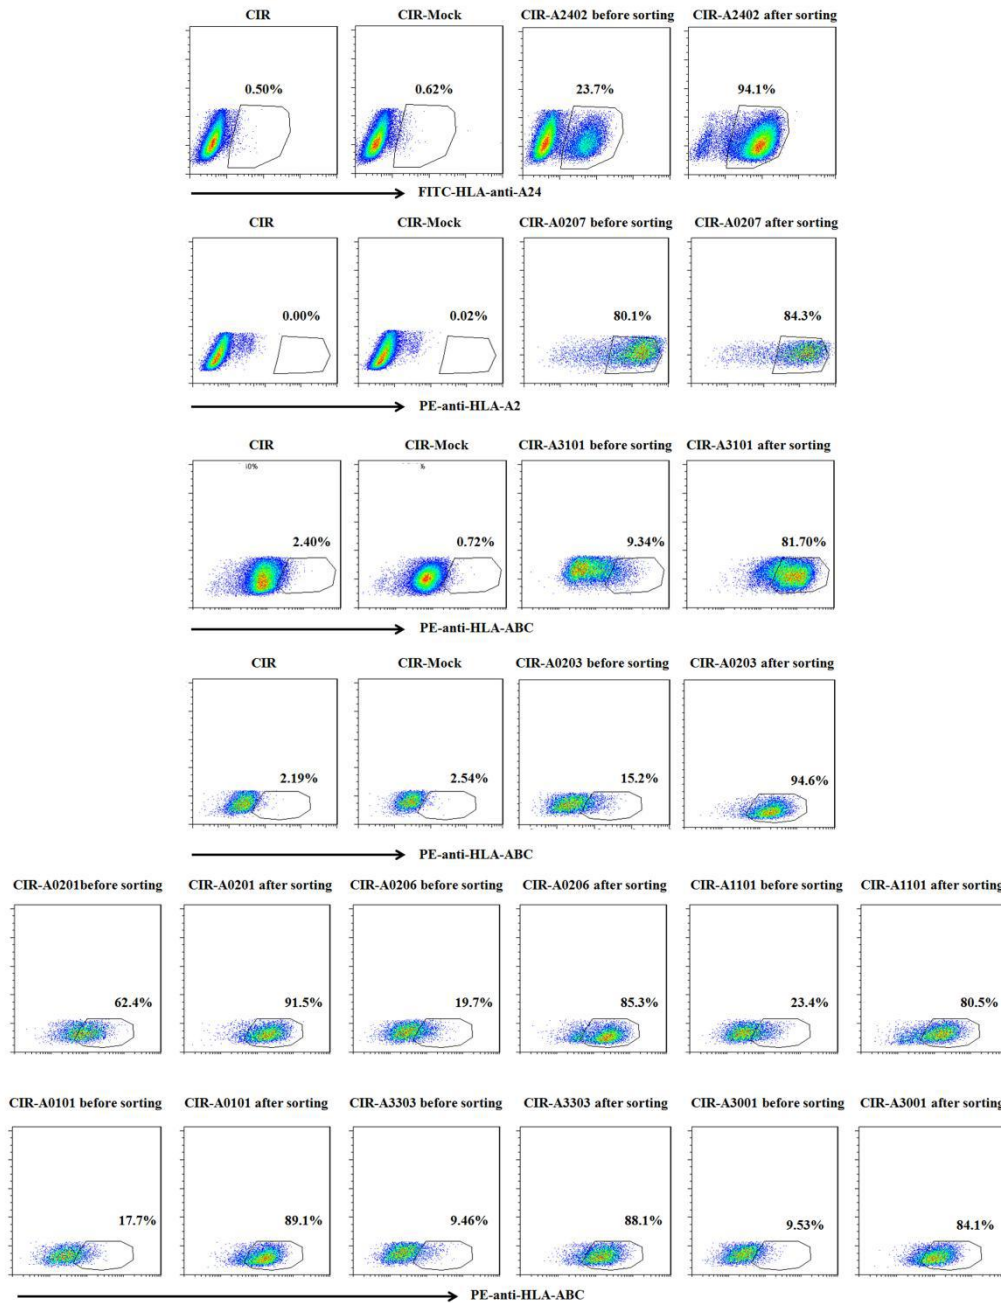 CIR CIR-Mock CIR-A2402 before sorting CIR-A2402 after sorting
0.50% 0.62% 23.7% 94.1%
FITC-HLA-anti-A24
CIR CIR-Mock CIR-A0207 before sorting CIR-A0207 after sorting
0.00% 0.02% 80.1% 84.3%
PE-anti-HLA-A2
CIR CIR-Mock CIR-A3101 before sorting CIR-A3101 after sorting
2.40% 0.72% 9.34% 81.70%
PE-anti-HLA-ABC
CIR CIR-Mock CIR-A0203 before sorting CIR-A0203 after sorting
2.19% 2.54% 15.2% 94.6%
PE-anti-HLA-ABC
CIR-A0201before sorting CIR-A0201 after sorting CIR-A0206 before sorting CIR-A0206 after sorting CIR-A1101 before sorting CIR-A1101 after sorting
62.4% 91.5% 19.7% 85.3% 23.4% 80.5%
CIR-A0101 before sorting CIR-A0101 after sorting CIR-A3303 before sorting CIR-A3303 after sorting CIR-A3001 before sorting CIR-A3001 after sorting
17.7% 89.1% 9.46% 88.1% 9.53% 84.1%
PE-anti-HLA-ABC